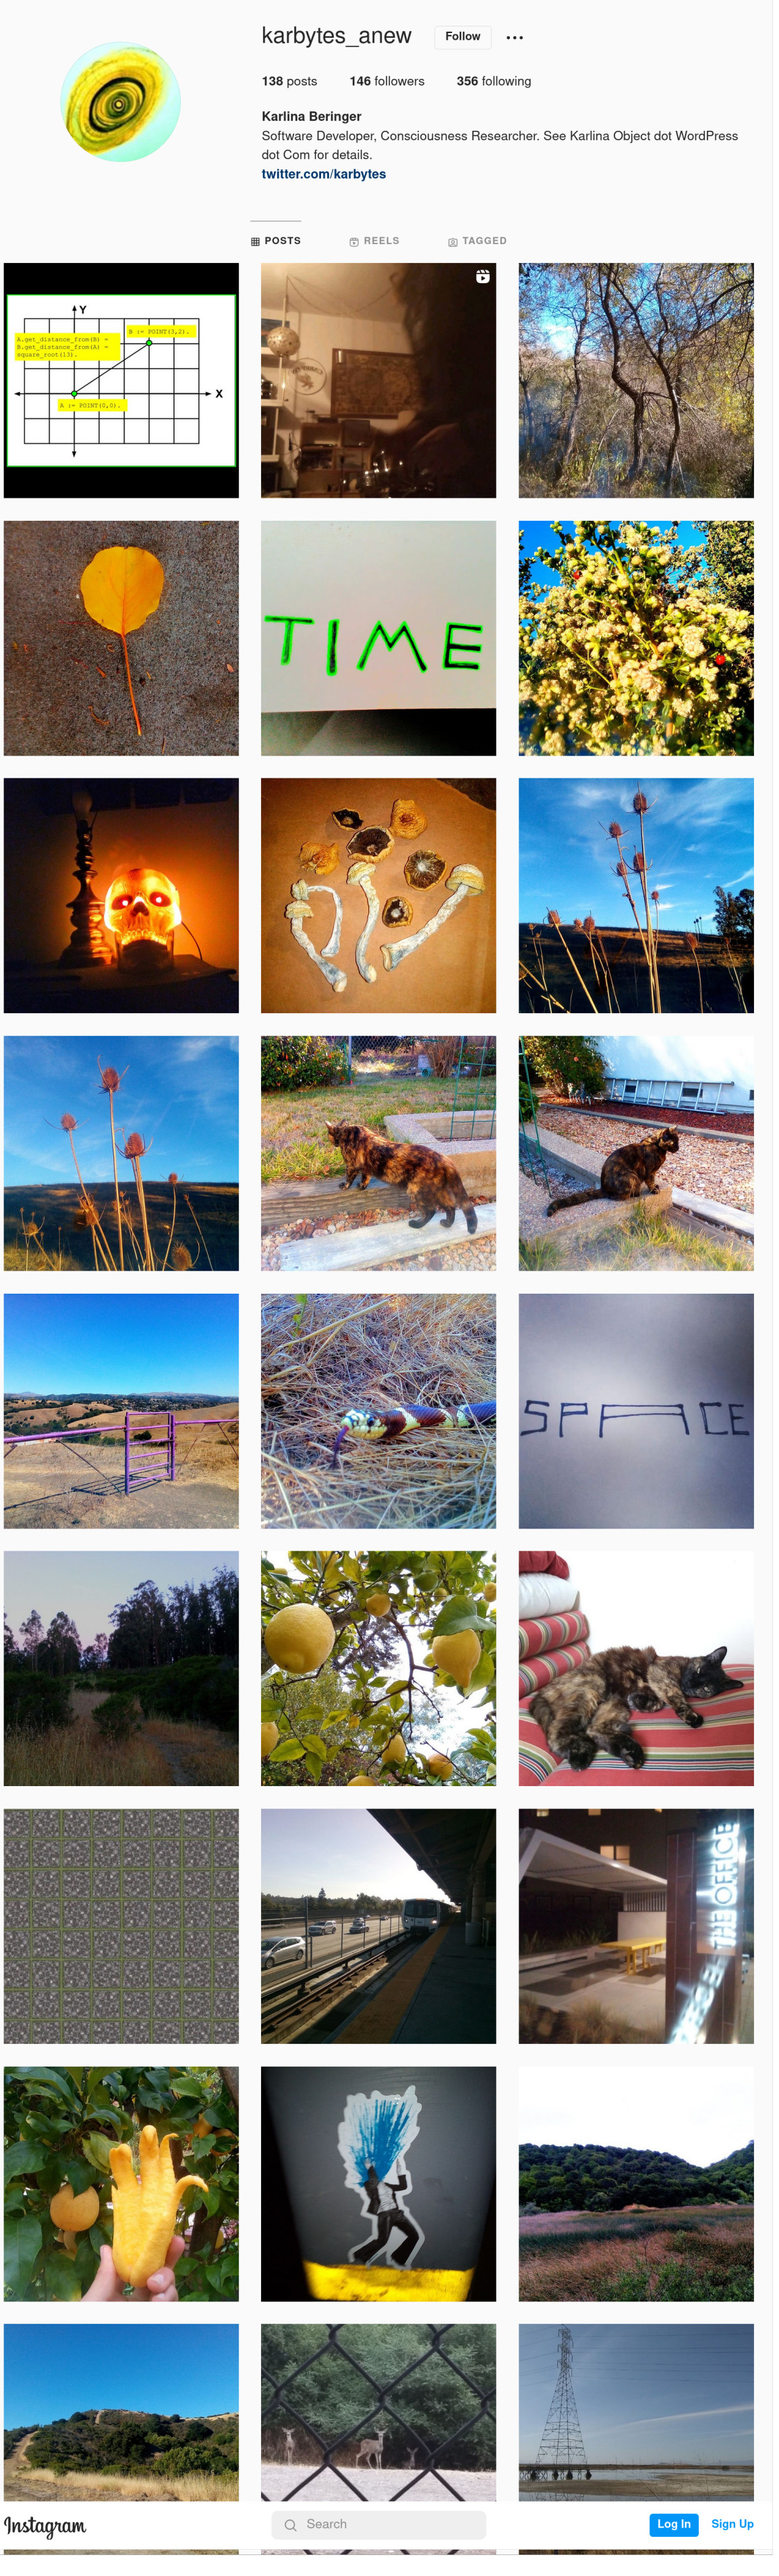 karbytes_anew
Follow
138 posts
146 followers
356 following
Karlina Beringer
Software Developer, Consciousness Researcher. See Karlina Object dot WordPress
dot Com for details.
twitter.com/karbytes
POSTS
REELS
TAGGED
Y
B := POINT(3,2).
A.get_distance_from(B) =
B.get_distance_from(A) =
square_root(13).
X
A := POINT(0,0).
TIME
SPACE
THE OFFICE
Instagram
Search
Log In
Sign Up